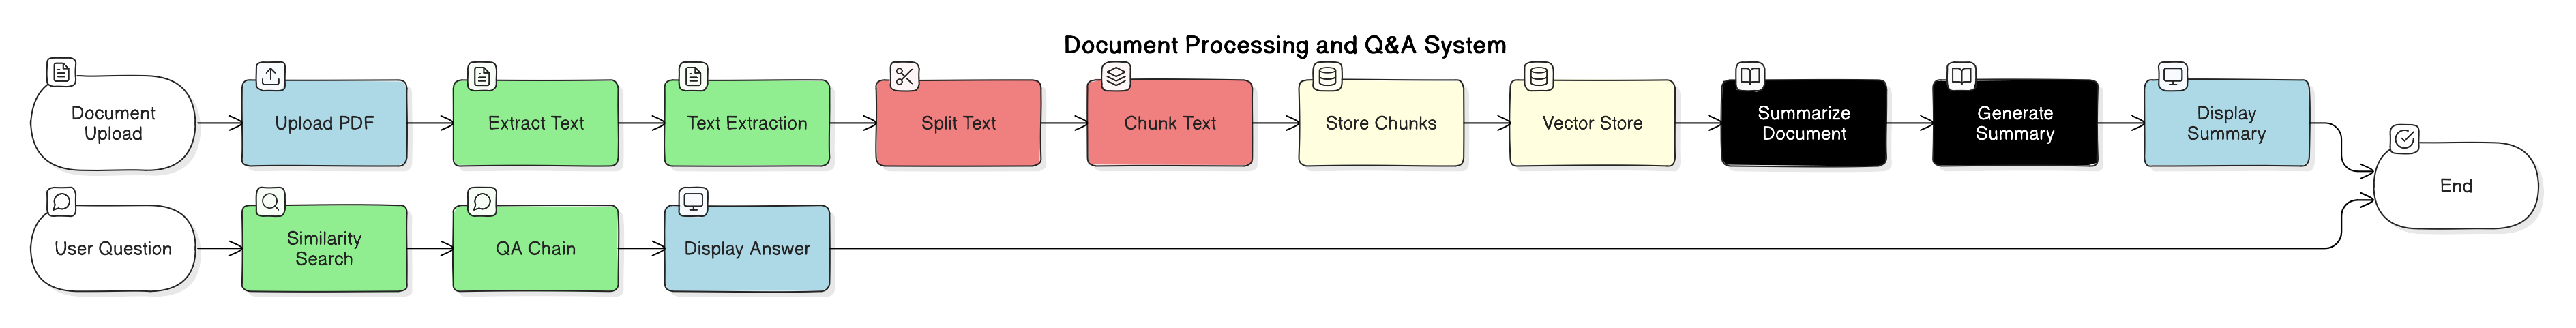 Document Processing and Q&A System
Document
Upload
Upload PDF
Extract Text
Text Extraction
Split Text
Chunk Text
Store Chunks
Vector Store
Summarize
Document
Generate
Summary
Display
Summary
End
User Question
Similarity
Search
QA Chain
Display Answer